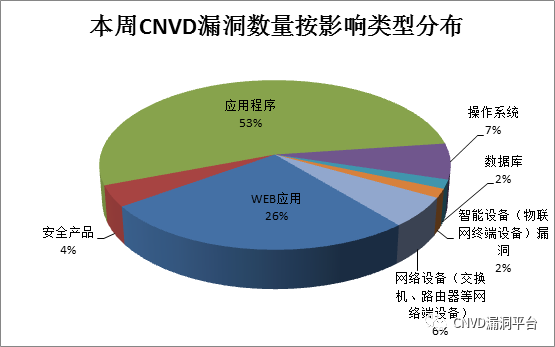 本周CNVD漏洞数量按影响类型分布
应用程序
53%
操作系统
7%
数据库
2%
智能设备（物联
网终端设备）漏
洞
2%
网络设备（交换
机、路由器等网
络端设备）
6%
WEB应用
26%
安全产品
4%
CNVD漏洞平台